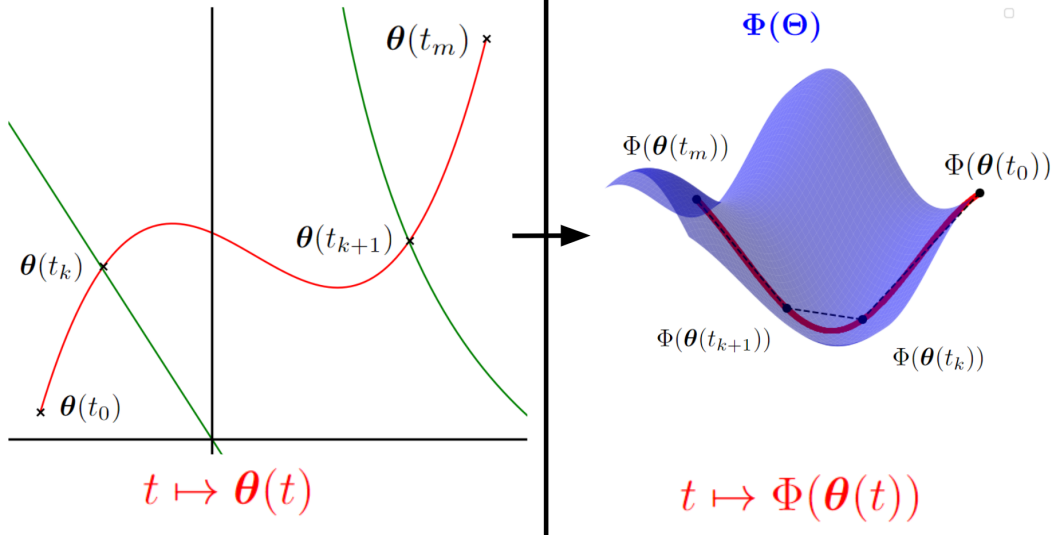 θ(t_m)
θ(t_{k+1})
θ(t_k)
θ(t_0)
t ↦ θ(t)
Φ(Θ)
Φ(θ(t_m))
Φ(θ(t_0))
Φ(θ(t_{k+1}))
Φ(θ(t_k))
t ↦ Φ(θ(t))